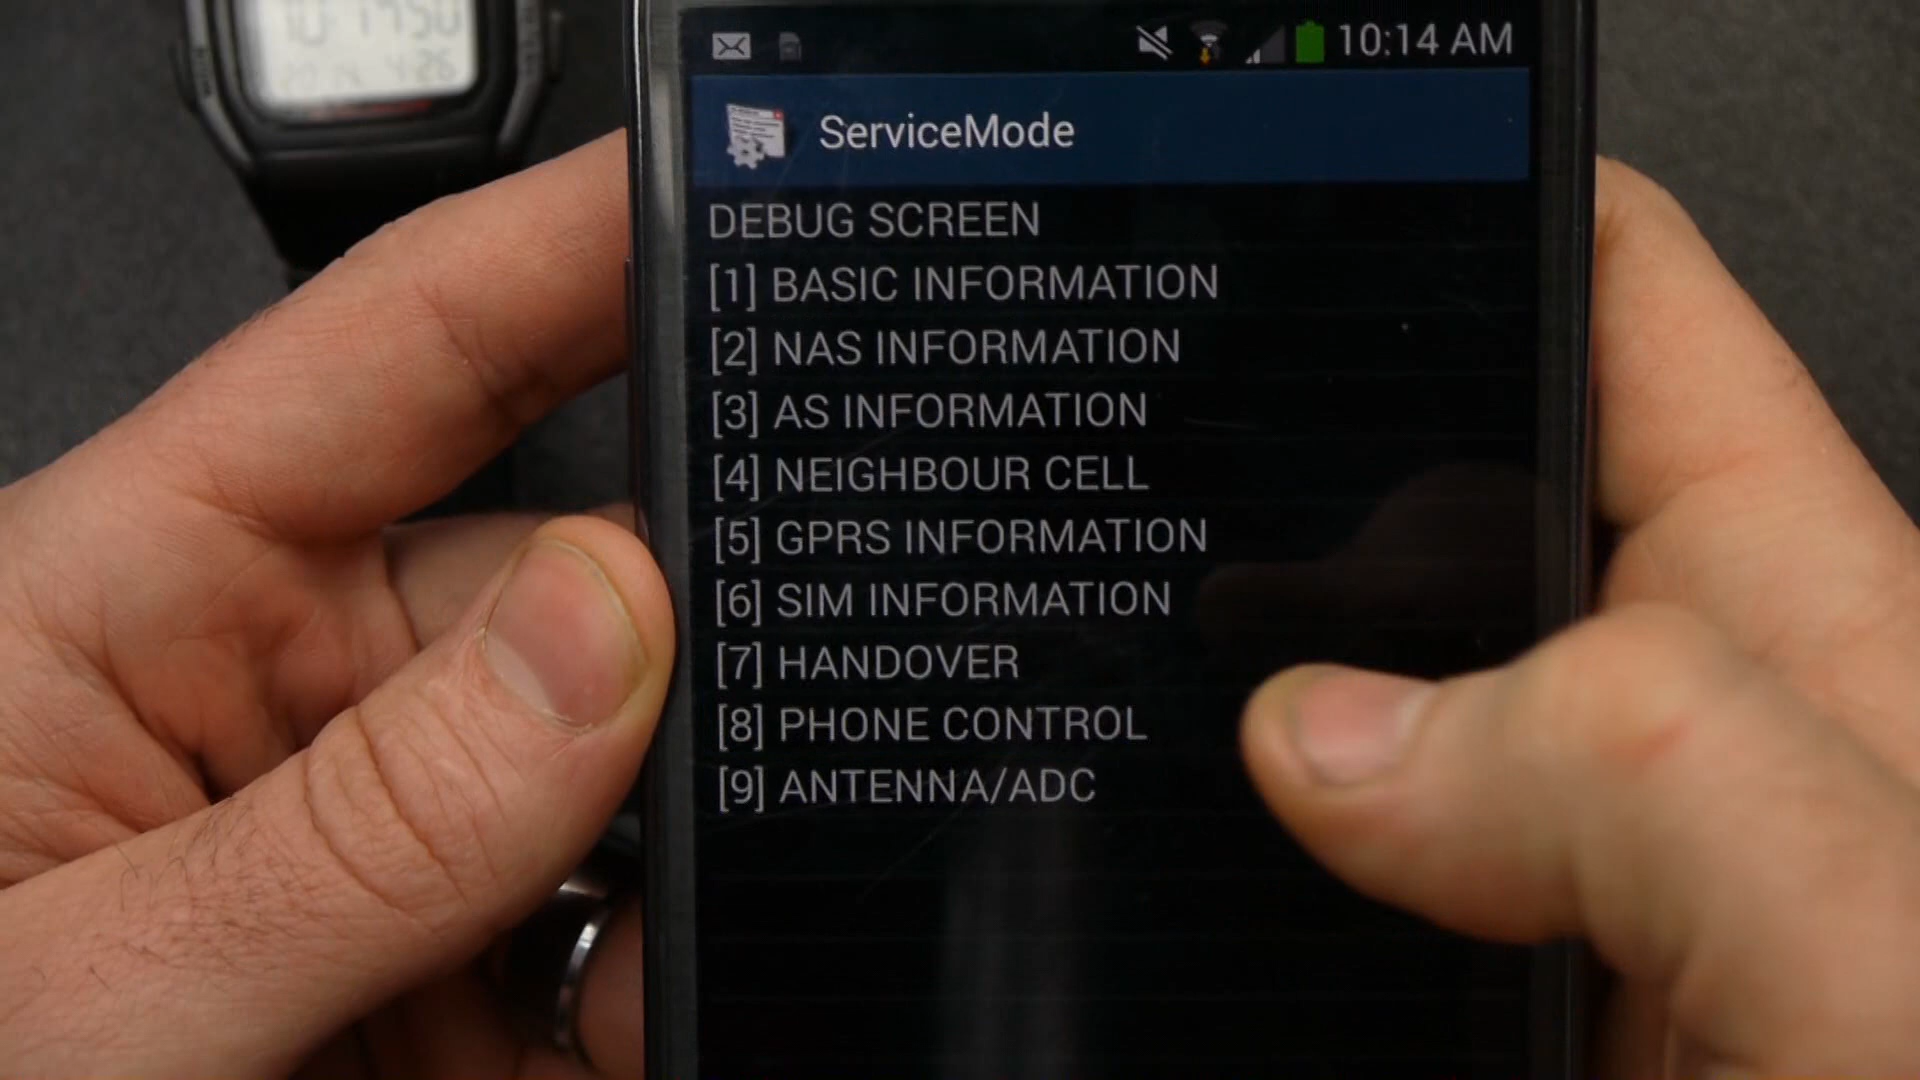 10:14 AM
ServiceMode
DEBUG SCREEN
[1] BASIC INFORMATION
[2] NAS INFORMATION
[3] AS INFORMATION
[4] NEIGHBOUR CELL
[5] GPRS INFORMATION
[6] SIM INFORMATION
[7] HANDOVER
[8] PHONE CONTROL
[9] ANTENNA/ADC